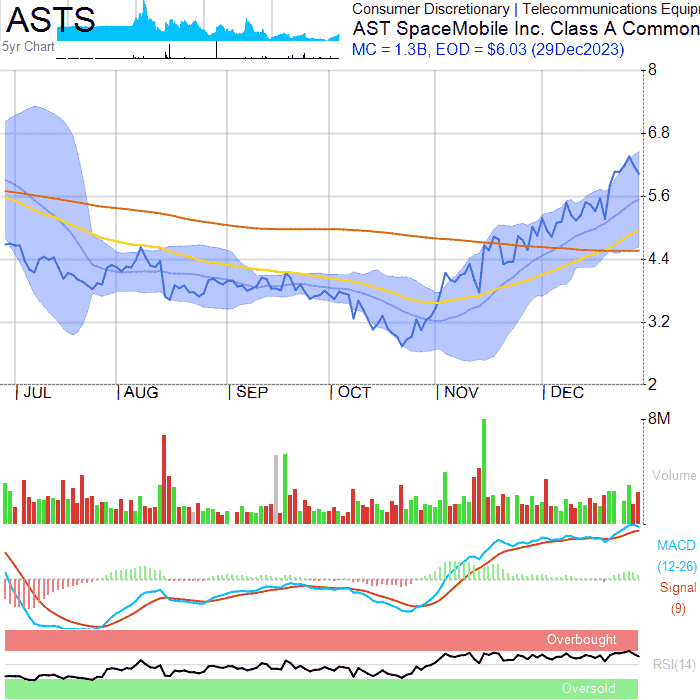 ASTS
5yr Chart
Consumer Discretionary | Telecommunications Equip
AST SpaceMobile Inc. Class A Common
MC = 1.3B, EOD = $6.03 (29Dec2023)
8
6.8
5.6
4.4
3.2
2
JUL AUG SEP OCT NOV DEC
8M
Volume
MACD
(12-26)
Signal
(9)
Overbought
RSI(14)
Oversold